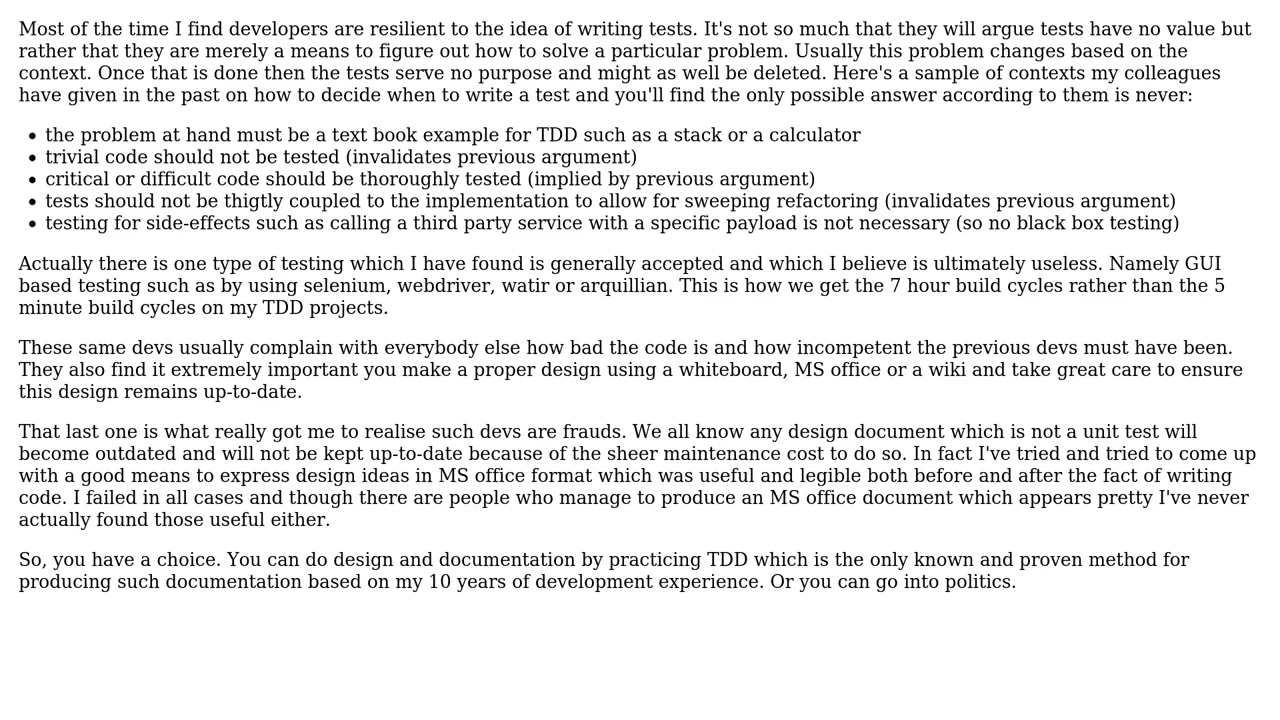 Most of the time I find developers are resilient to the idea of writing tests. It's not so much that they will argue tests have no value but
rather that they are merely a means to figure out how to solve a particular problem. Usually this problem changes based on the
context. Once that is done then the tests serve no purpose and might as well be deleted. Here's a sample of contexts my colleagues
have given in the past on how to decide when to write a test and you'll find the only possible answer according to them is never:
• the problem at hand must be a text book example for TDD such as a stack or a calculator
• trivial code should not be tested (invalidates previous argument)
• critical or difficult code should be thoroughly tested (implied by previous argument)
• tests should not be thigtly coupled to the implementation to allow for sweeping refactoring (invalidates previous argument)
• testing for side-effects such as calling a third party service with a specific payload is not necessary (so no black box testing)
Actually there is one type of testing which I have found is generally accepted and which I believe is ultimately useless. Namely GUI
based testing such as by using selenium, webdriver, watir or arquillian. This is how we get the 7 hour build cycles rather than the 5
minute build cycles on my TDD projects.
These same devs usually complain with everybody else how bad the code is and how incompetent the previous devs must have been.
They also find it extremely important you make a proper design using a whiteboard, MS office or a wiki and take great care to ensure
this design remains up-to-date.
That last one is what really got me to realise such devs are frauds. We all know any design document which is not a unit test will
become outdated and will not be kept up-to-date because of the sheer maintenance cost to do so. In fact I've tried and tried to come up
with a good means to express design ideas in MS office format which was useful and legible both before and after the fact of writing
code. I failed in all cases and though there are people who manage to produce an MS office document which appears pretty I've never
actually found those useful either.
So, you have a choice. You can do design and documentation by practicing TDD which is the only known and proven method for
producing such documentation based on my 10 years of development experience. Or you can go into politics.